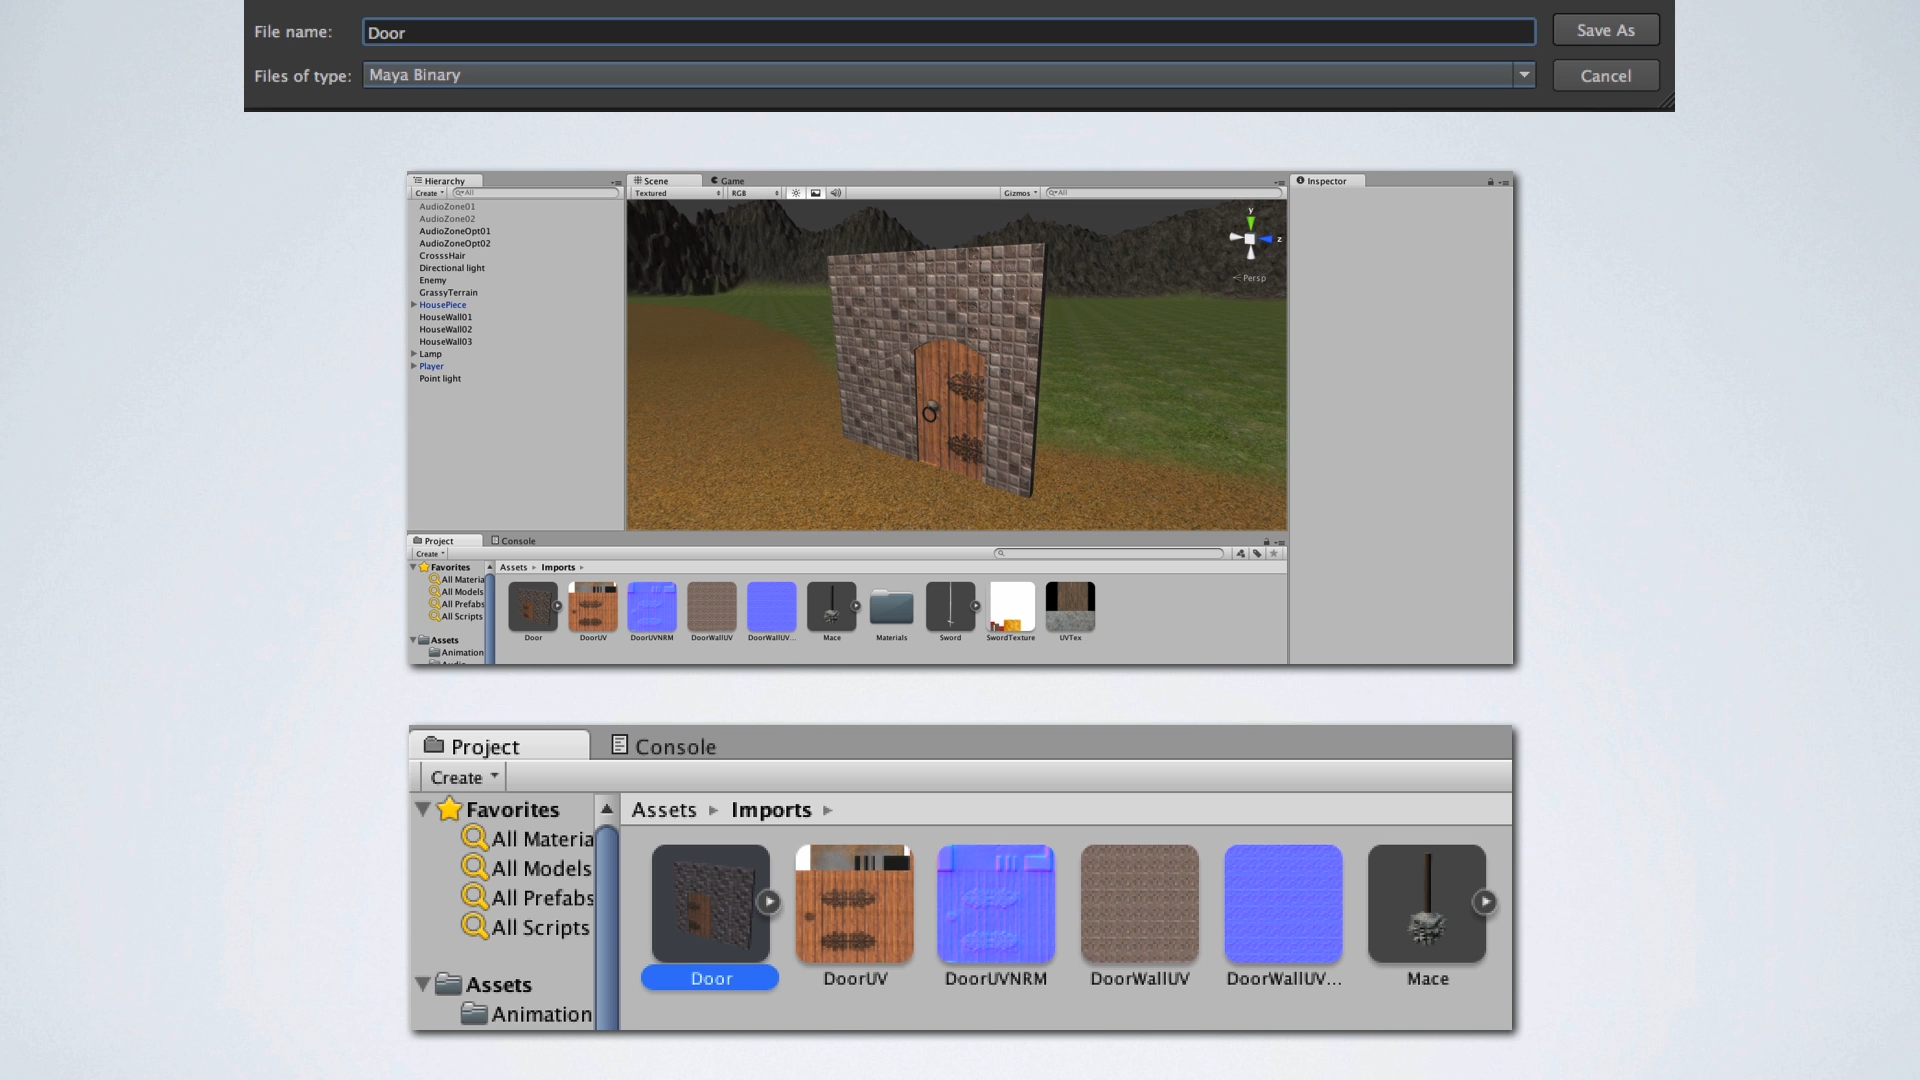 File name: Door Save As
Files of type: Maya Binary Cancel
Hierarchy
Create All
AudioZone01
AudioZone02
AudioZoneOpt01
AudioZoneOpt02
CrosssHair
Directional light
Enemy
GrassyTerrain
HousePiece
HouseWall01
HouseWall02
HouseWall03
Lamp
Player
Point light
Scene Game
Textured RGB Gizmos All
y
z
Persp
Inspector
Project Console
Create
Favorites
All Materia
All Models
All Prefabs
All Scripts
Assets
Animation
Assets Imports
Door DoorUV DoorUVNRM DoorWallUV DoorWallUV... Mace Materials Sword SwordTexture UVTex
Project Console
Create
Favorites
All Materia
All Models
All Prefabs
All Scripts
Assets
Animation
Assets Imports
Door DoorUV DoorUVNRM DoorWallUV DoorWallUV... Mace